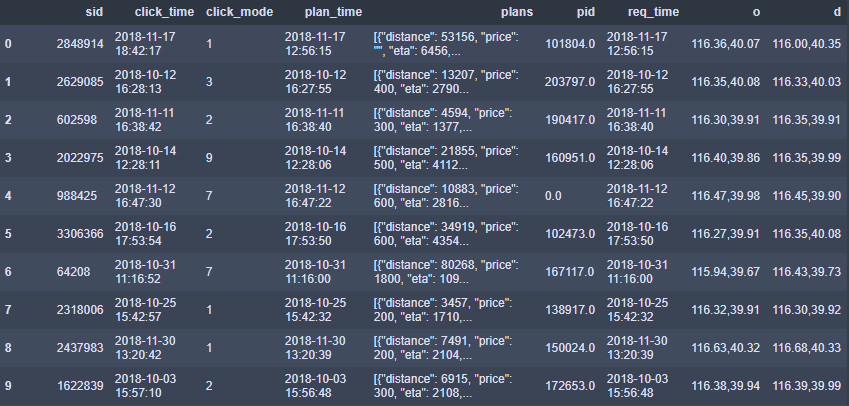 sid click_time click_mode plan_time plans pid req_time o d
0 2848914 2018-11-17 18:42:17 1 2018-11-17 12:56:15 [{"distance": 53156, "price": "", "eta": 6456,... 101804.0 2018-11-17 12:56:15 116.36,40.07 116.00,40.35
1 2629085 2018-10-12 16:28:13 3 2018-10-12 16:27:55 [{"distance": 13207, "price": 400, "eta": 2790... 203797.0 2018-10-12 16:27:55 116.35,40.08 116.33,40.03
2 602598 2018-11-11 16:38:42 2 2018-11-11 16:38:40 [{"distance": 4594, "price": 300, "eta": 1377,... 190417.0 2018-11-11 16:38:40 116.30,39.91 116.35,39.91
3 2022975 2018-10-14 12:28:11 9 2018-10-14 12:28:06 [{"distance": 21855, "price": 500, "eta": 4112... 160951.0 2018-10-14 12:28:06 116.40,39.86 116.35,39.99
4 988425 2018-11-12 16:47:30 7 2018-11-12 16:47:22 [{"distance": 10883, "price": 600, "eta": 2816... 0.0 2018-11-12 16:47:22 116.47,39.98 116.45,39.90
5 3306366 2018-10-16 17:53:54 2 2018-10-16 17:53:50 [{"distance": 34919, "price": 600, "eta": 4354... 102473.0 2018-10-16 17:53:50 116.27,39.91 116.35,40.08
6 64208 2018-10-31 11:16:52 7 2018-10-31 11:16:00 [{"distance": 80268, "price": 1800, "eta": 109... 167117.0 2018-10-31 11:16:00 115.94,39.67 116.43,39.73
7 2318006 2018-10-25 15:42:57 1 2018-10-25 15:42:32 [{"distance": 3457, "price": 200, "eta": 1710,... 138917.0 2018-10-25 15:42:32 116.32,39.91 116.30,39.92
8 2437983 2018-11-30 13:20:42 1 2018-11-30 13:20:39 [{"distance": 7491, "price": 200, "eta": 2104,... 150024.0 2018-11-30 13:20:39 116.63,40.32 116.68,40.33
9 1622839 2018-10-03 15:57:10 2 2018-10-03 15:56:48 [{"distance": 6915, "price": 300, "eta": 2108,... 172653.0 2018-10-03 15:56:48 116.38,39.94 116.39,39.99